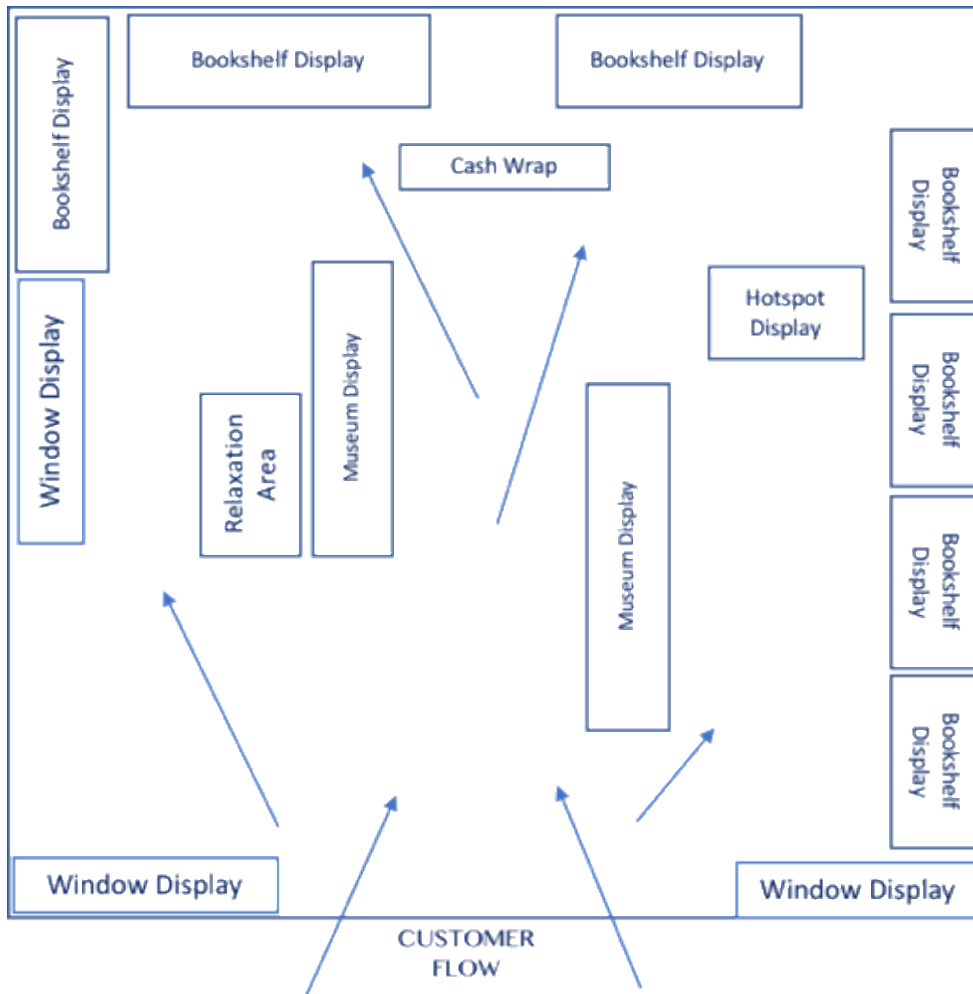 Bookshelf Display
Bookshelf Display
Bookshelf Display
Cash Wrap
Bookshelf
Display
Window Display
Museum Display
Hotspot
Display
Bookshelf
Display
Relaxation
Area
Museum Display
Bookshelf
Display
Bookshelf
Display
Window Display
Window Display
CUSTOMER
FLOW